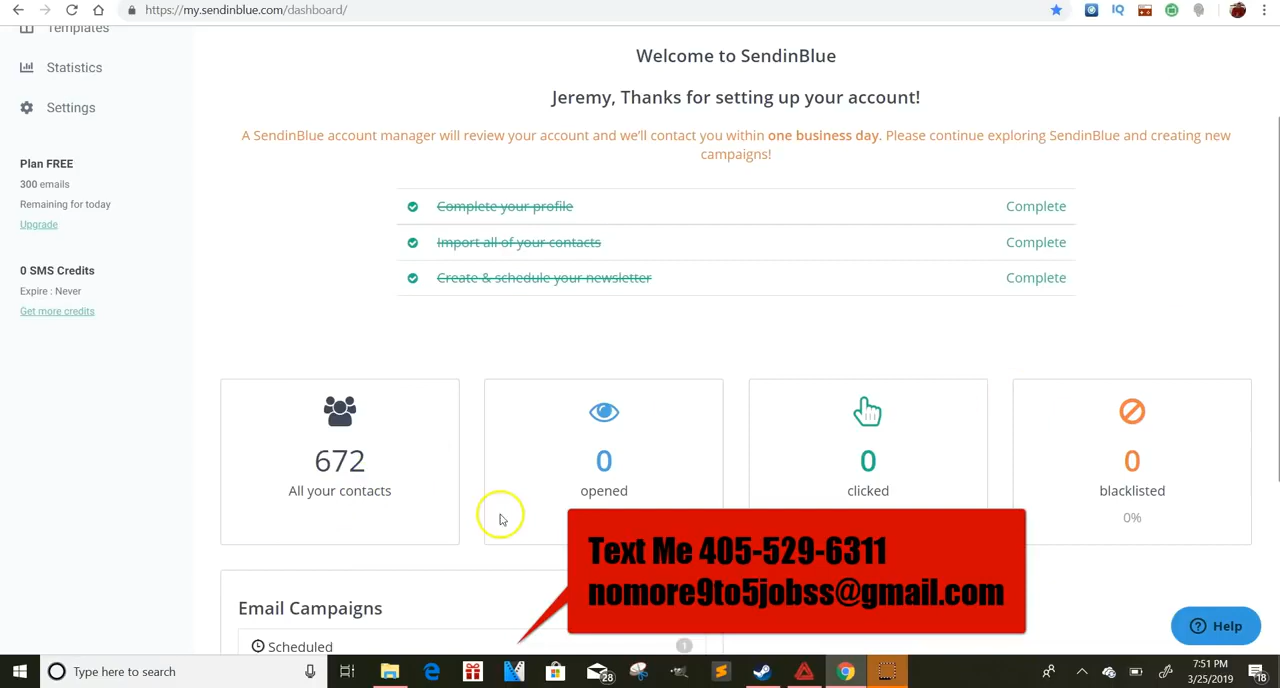 https://my.sendinblue.com/dashboard/
IQ
Templates
Statistics
Settings
Plan FREE
300 emails
Remaining for today
Upgrade
0 SMS Credits
Expire : Never
Get more credits
Welcome to SendinBlue
Jeremy, Thanks for setting up your account!
A SendinBlue account manager will review your account and we'll contact you within one business day. Please continue exploring SendinBlue and creating new
campaigns!
Complete your profile Complete
Import all of your contacts Complete
Create & schedule your newsletter Complete
672
All your contacts
0
opened
0
clicked
0
blacklisted
0%
Text Me 405-529-6311
nomore9to5jobss@gmail.com
Email Campaigns
Scheduled 1
Help
Type here to search
28
7:51 PM
3/25/2019
18